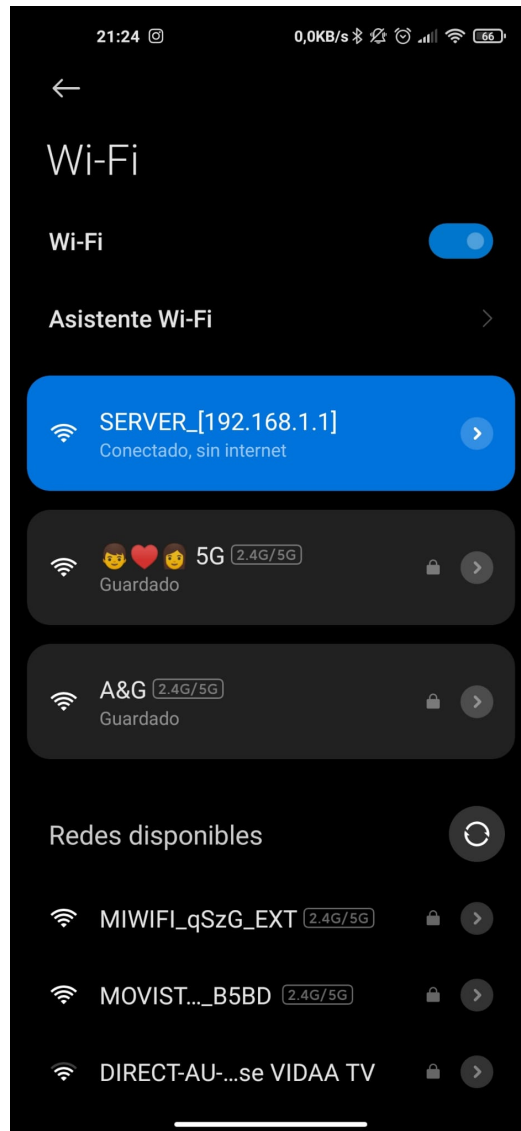 21:24 0,0KB/s 66
Wi-Fi
Wi-Fi
Asistente Wi-Fi
SERVER_[192.168.1.1]
Conectado, sin internet
👦❤️👩 5G 2.4G/5G
Guardado
A&G 2.4G/5G
Guardado
Redes disponibles
MIWIFI_qSzG_EXT 2.4G/5G
MOVIST..._B5BD 2.4G/5G
DIRECT-AU-...se VIDAA TV